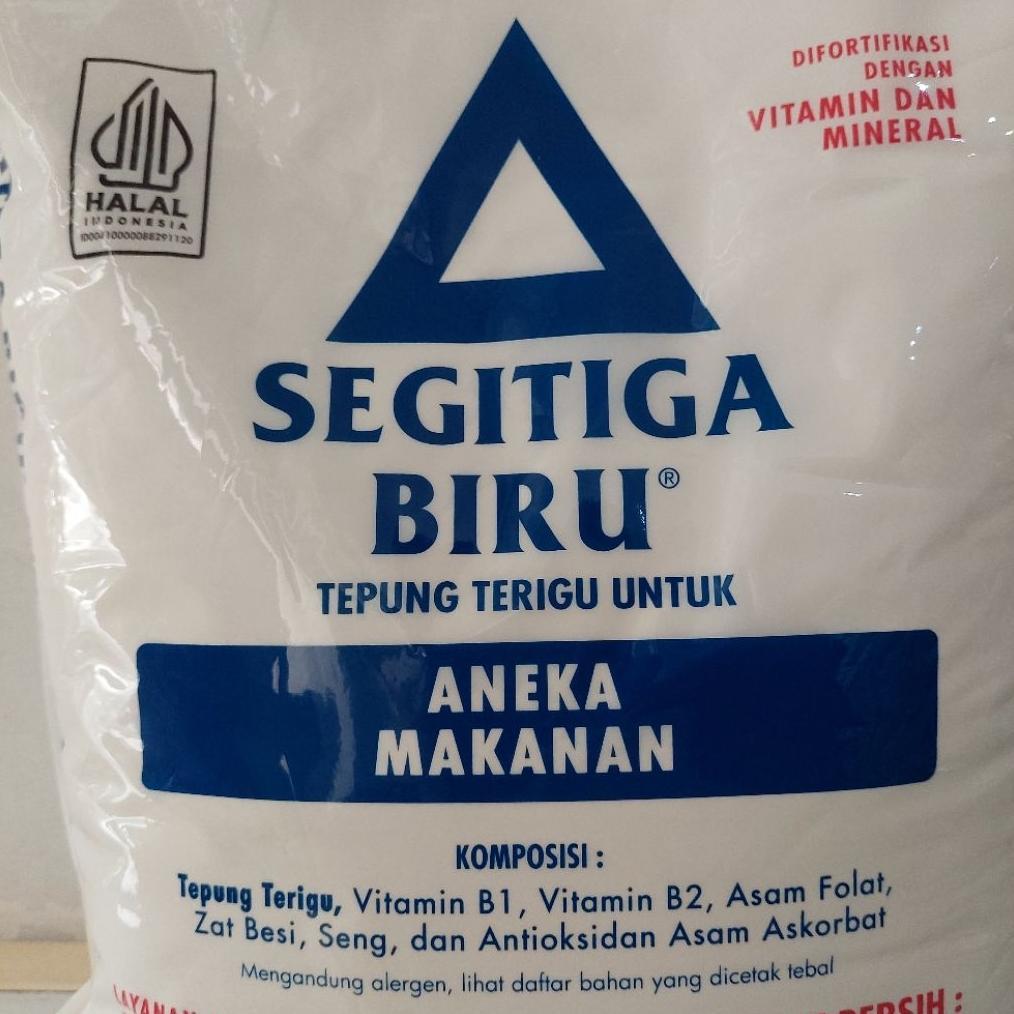 HALAL
INDONESIA
DIFORTIFIKASI
DENGAN
VITAMIN DAN
MINERAL
SEGITIGA
BIRU®
TEPUNG TERIGU UNTUK
ANEKA
MAKANAN
KOMPOSISI :
Tepung Terigu, Vitamin B1, Vitamin B2, Asam Folat,
Zat Besi, Seng, dan Antioksidan Asam Askorbat
Mengandung alergen, lihat daftar bahan yang dicetak tebal